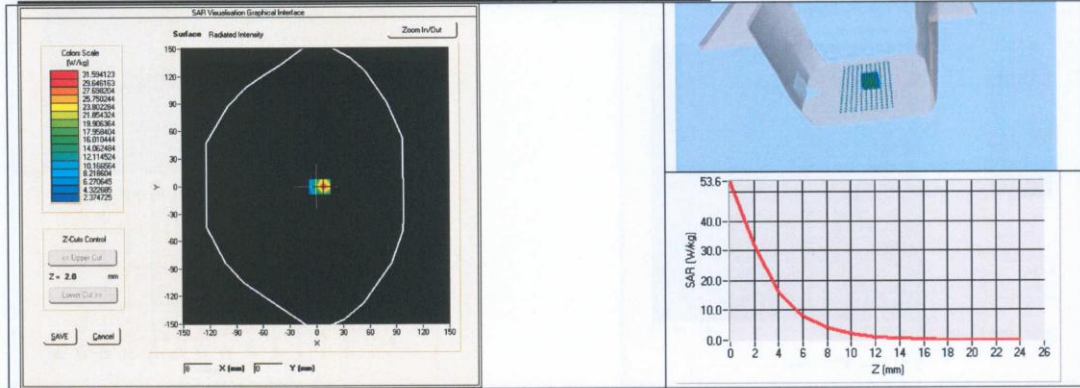 SAR Visualisation Graphical Interface
Surface Radiated Intensity
Zoom In/Out
Colors Scale
(W/kg)
31.594123
29.646163
27.698204
25.750244
23.802284
21.854324
19.906364
17.958404
16.010444
14.062484
12.114524
10.166564
8.218604
6.270645
4.322685
2.374725
Z-Cuts Control
<< Upper Cut
Z = 2.0 mm
Lower Cut >>
SAVE Cancel
150
120
90
60
30
Y 0
-30
-60
-90
-120
-150
-150 -120 -90 -60 -30 0 30 60 90 120 150
X
X (mm) Y (mm)
53.6
40.0
30.0
20.0
10.0
0.0
SAR (W/kg)
0 2 4 6 8 10 12 14 16 18 20 22 24 26
Z (mm)